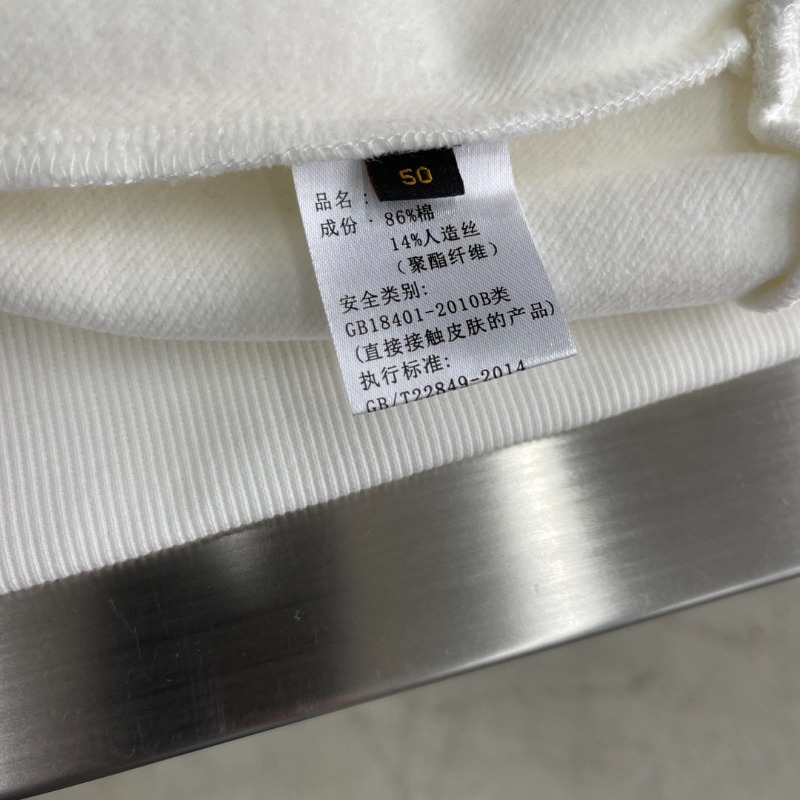 50
品名:
成份:86%棉
14%人造丝
(聚酯纤维)
安全类别:
GB18401-2010B类
(直接接触皮肤的产品)
执行标准:
GB/T22849-2014